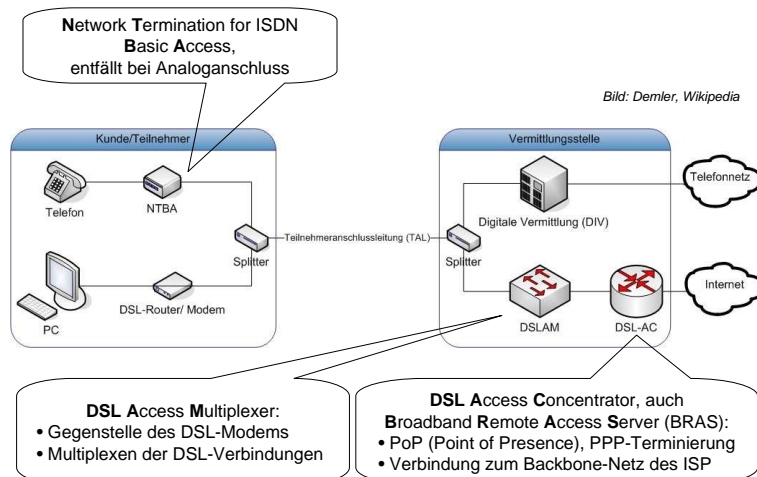 Network Termination for ISDN
Basic Access,
entfällt bei Analoganschluss
Bild: Demler, Wikipedia
Kunde/Teilnehmer
Telefon
NTBA
Splitter
PC
DSL-Router/ Modem
Teilnehmeranschlussleitung (TAL)
Vermittlungsstelle
Splitter
Digitale Vermittlung (DIV)
DSLAM
DSL-AC
Telefonnetz
Internet
DSL Access Multiplexer:
• Gegenstelle des DSL-Modems
• Multiplexen der DSL-Verbindungen
DSL Access Concentrator, auch
Broadband Remote Access Server (BRAS):
• PoP (Point of Presence), PPP-Terminierung
• Verbindung zum Backbone-Netz des ISP